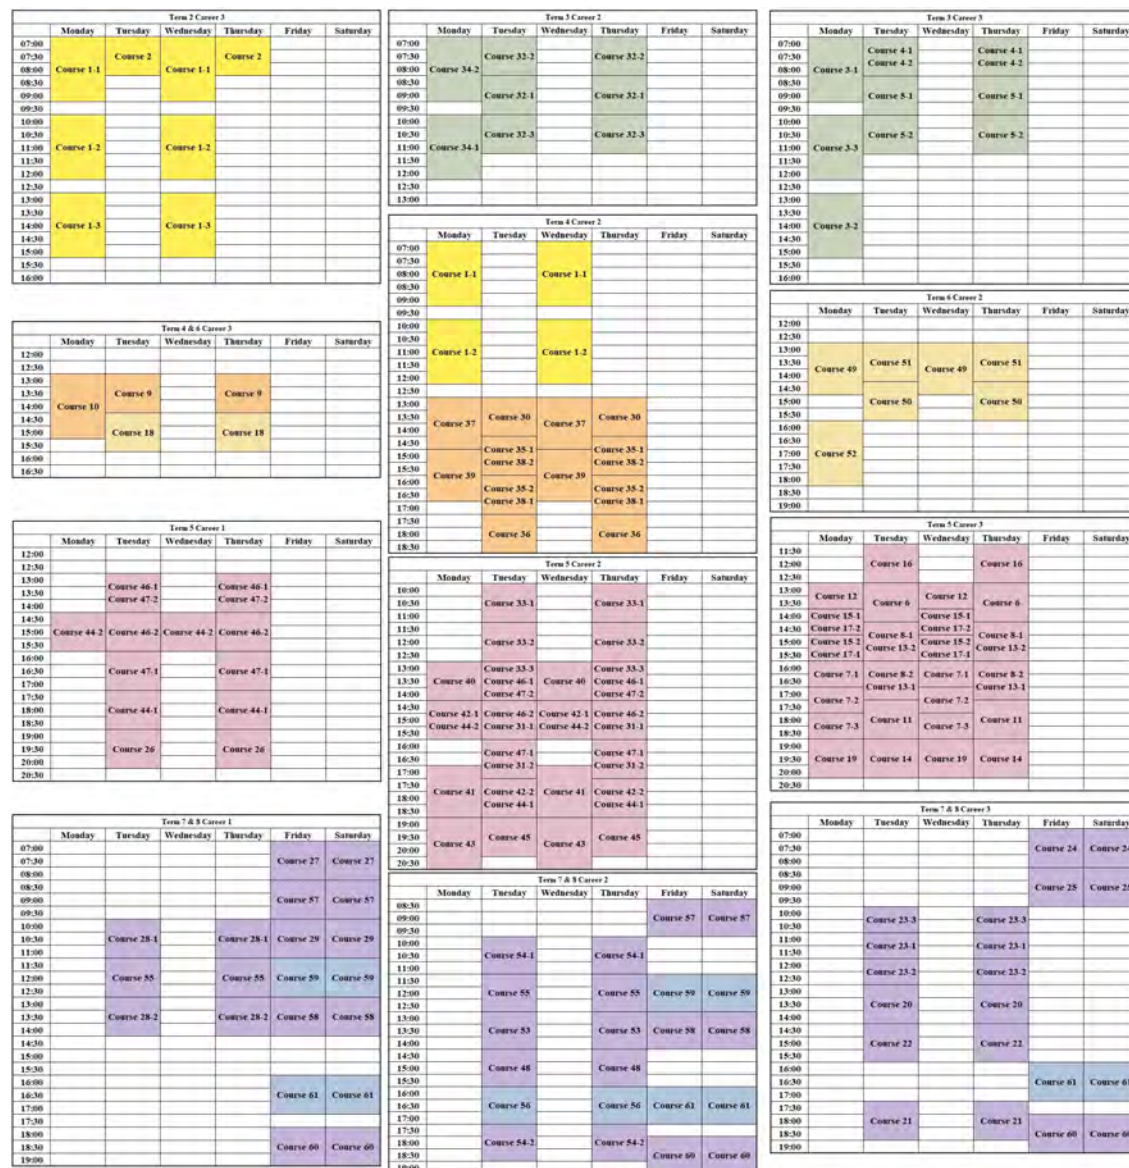 Term 2 Career 3
Monday Tuesday Wednesday Thursday Friday Saturday
07:00
07:30 Course 2 Course 2
08:00 Course 1-1 Course 1-1
08:30
09:00
09:30
10:00
10:30
11:00 Course 1-2 Course 1-2
11:30
12:00
12:30
13:00
13:30
14:00 Course 1-3 Course 1-3
14:30
15:00
15:30
16:00
Term 4 & 6 Career 3
Monday Tuesday Wednesday Thursday Friday Saturday
12:00
12:30
13:00
13:30 Course 9 Course 9
14:00 Course 10
14:30
15:00 Course 18 Course 18
15:30
16:00
16:30
Term 5 Career 1
Monday Tuesday Wednesday Thursday Friday Saturday
12:00
12:30
13:00 Course 46-1 Course 46-1
13:30 Course 47-2 Course 47-2
14:00
14:30
15:00 Course 44-2 Course 46-2 Course 44-2 Course 46-2
15:30
16:00
16:30 Course 47-1 Course 47-1
17:00
17:30
18:00 Course 44-1 Course 44-1
18:30
19:00
19:30 Course 26 Course 26
20:00
20:30
Term 7 & 8 Career 1
Monday Tuesday Wednesday Thursday Friday Saturday
07:00
07:30 Course 27 Course 27
08:00
08:30
09:00 Course 57 Course 57
09:30
10:00
10:30 Course 28-1 Course 28-1 Course 29 Course 29
11:00
11:30
12:00 Course 55 Course 55 Course 59 Course 59
12:30
13:00
13:30 Course 28-2 Course 28-2 Course 58 Course 58
14:00
14:30
15:00
15:30
16:00
16:30 Course 61 Course 61
17:00
17:30
18:00
18:30 Course 60 Course 60
19:00
Term 3 Career 2
Monday Tuesday Wednesday Thursday Friday Saturday
07:00
07:30 Course 32-2 Course 32-2
08:00 Course 34-2
08:30
09:00 Course 32-1 Course 32-1
09:30
10:00
10:30 Course 32-3 Course 32-3
11:00 Course 34-1
11:30
12:00
12:30
13:00
Term 4 Career 2
Monday Tuesday Wednesday Thursday Friday Saturday
07:00
07:30
08:00 Course 1-1 Course 1-1
08:30
09:00
09:30
10:00
10:30
11:00 Course 1-2 Course 1-2
11:30
12:00
12:30
13:00
13:30 Course 37 Course 30 Course 37 Course 30
14:00
14:30 Course 35-1 Course 35-1
15:00 Course 38-2 Course 38-2
15:30 Course 39 Course 39
16:00 Course 35-2 Course 35-2
16:30 Course 38-1 Course 38-1
17:00
17:30
18:00 Course 36 Course 36
18:30
Term 5 Career 2
Monday Tuesday Wednesday Thursday Friday Saturday
10:00
10:30 Course 33-1 Course 33-1
11:00
11:30
12:00 Course 33-2 Course 33-2
12:30
13:00 Course 33-3 Course 33-3
13:30 Course 40 Course 46-1 Course 40 Course 46-1
14:00 Course 47-2 Course 47-2
14:30
15:00 Course 42-1 Course 46-2 Course 42-1 Course 46-2
15:30 Course 44-2 Course 31-1 Course 44-2 Course 31-1
16:00
16:30 Course 47-1 Course 47-1
17:00 Course 31-2 Course 31-2
17:30
18:00 Course 41 Course 42-2 Course 41 Course 42-2
18:30 Course 44-1 Course 44-1
19:00
19:30 Course 45 Course 45
20:00 Course 43 Course 43
20:30
Term 7 & 8 Career 2
Monday Tuesday Wednesday Thursday Friday Saturday
08:30
09:00 Course 57 Course 57
09:30
10:00
10:30 Course 54-1 Course 54-1
11:00
11:30
12:00 Course 55 Course 55 Course 59 Course 59
12:30
13:00
13:30 Course 53 Course 53 Course 58 Course 58
14:00
14:30
15:00 Course 48 Course 48
15:30
16:00
16:30 Course 56 Course 56 Course 61 Course 61
17:00
17:30
18:00 Course 54-2 Course 54-2
18:30 Course 60 Course 60
19:00
Term 3 Career 3
Monday Tuesday Wednesday Thursday Friday Saturday
07:00
07:30 Course 4-1 Course 4-1
08:00 Course 3-1 Course 4-2 Course 4-2
08:30
09:00 Course 5-1 Course 5-1
09:30
10:00
10:30 Course 5-2 Course 5-2
11:00 Course 3-3
11:30
12:00
12:30
13:00
13:30
14:00 Course 3-2
14:30
15:00
15:30
16:00
Term 6 Career 2
Monday Tuesday Wednesday Thursday Friday Saturday
12:00
12:30
13:00
13:30 Course 49 Course 51 Course 49 Course 51
14:00
14:30
15:00 Course 50 Course 50
15:30
16:00
16:30
17:00 Course 52
17:30
18:00
18:30
19:00
Term 5 Career 3
Monday Tuesday Wednesday Thursday Friday Saturday
11:30
12:00 Course 16 Course 16
12:30
13:00 Course 12 Course 12
13:30 Course 6 Course 6
14:00 Course 15-1 Course 15-1
14:30 Course 17-2 Course 17-2
15:00 Course 15-2 Course 8-1 Course 15-2 Course 8-1
15:30 Course 17-1 Course 13-2 Course 17-1 Course 13-2
16:00 Course 7-1 Course 8-2 Course 7-1 Course 8-2
16:30 Course 13-1 Course 13-1
17:00 Course 7-2 Course 7-2
17:30
18:00 Course 7-3 Course 11 Course 7-3 Course 11
18:30
19:00
19:30 Course 19 Course 14 Course 19 Course 14
20:00
20:30
Term 7 & 8 Career 3
Monday Tuesday Wednesday Thursday Friday Saturday
07:00
07:30 Course 24 Course 24
08:00
08:30
09:00 Course 25 Course 25
09:30
10:00 Course 23-3 Course 23-3
10:30
11:00 Course 23-1 Course 23-1
11:30
12:00 Course 23-2 Course 23-2
12:30
13:00
13:30 Course 20 Course 20
14:00
14:30
15:00 Course 22 Course 22
15:30
16:00
16:30 Course 61 Course 61
17:00
17:30
18:00 Course 21 Course 21
18:30 Course 60 Course 60
19:00